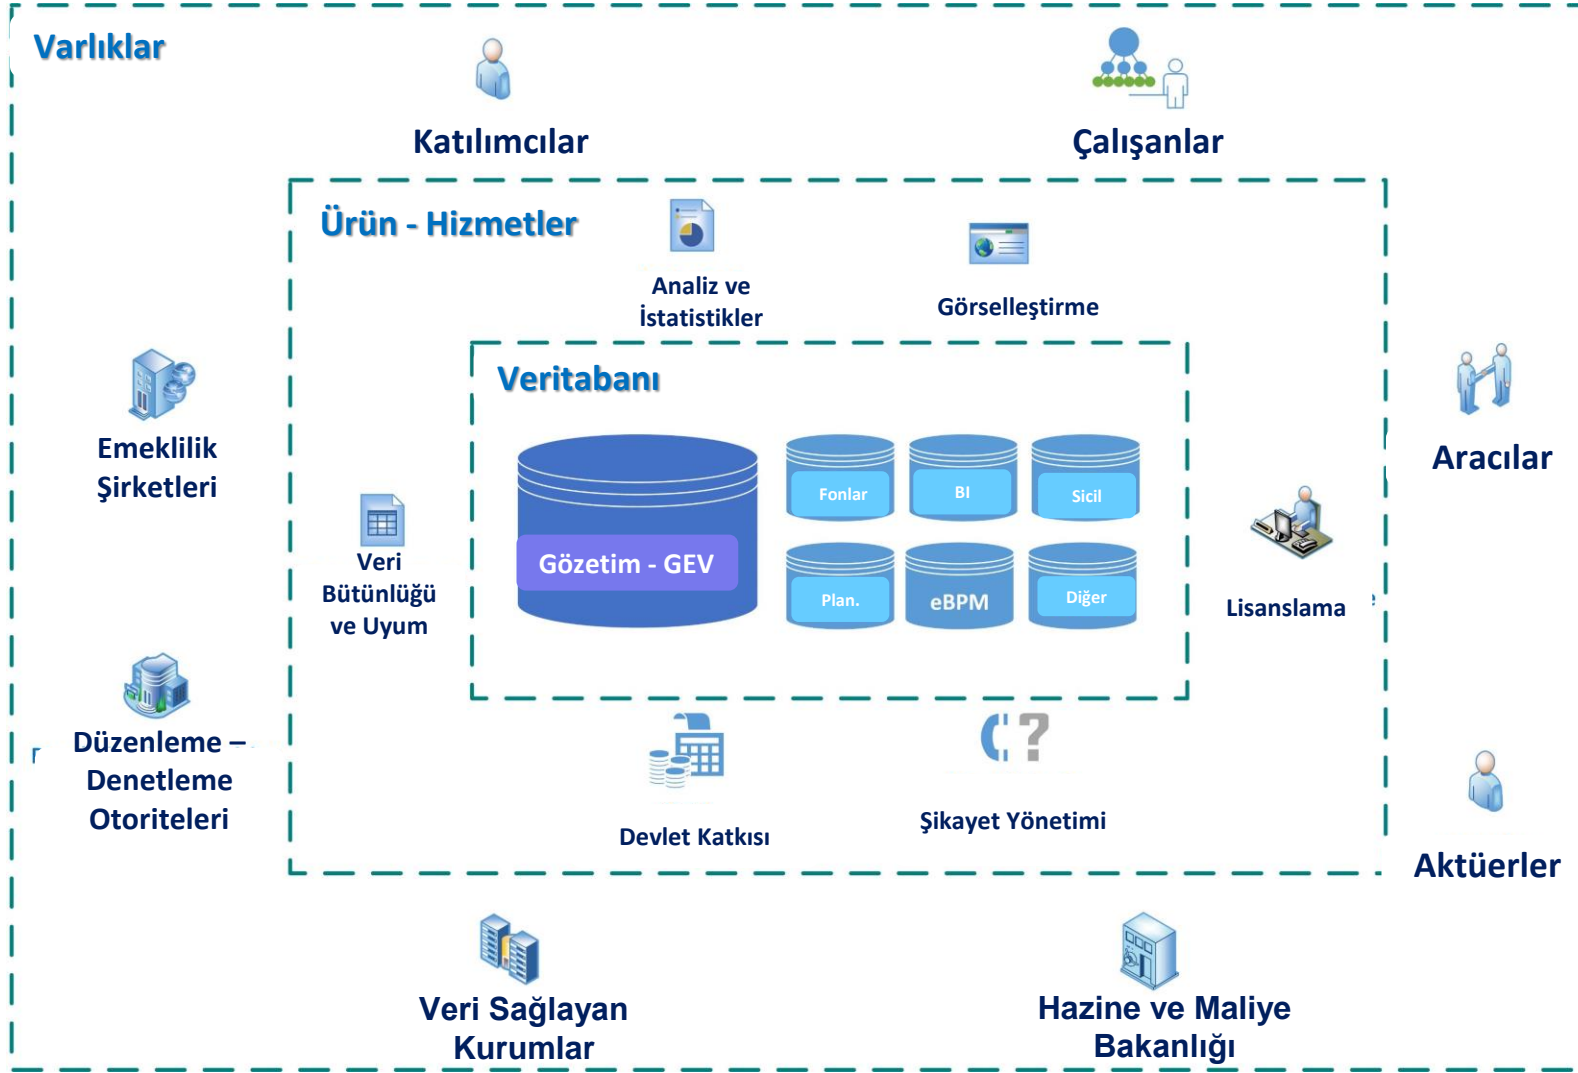 Varlıklar
Katılımcılar
Çalışanlar
Ürün - Hizmetler
Analiz ve
İstatistikler
Görselleştirme
Veritabanı
Emeklilik
Şirketleri
Aracılar
Fonlar
BI
Sicil
Gözetim - GEV
Veri
Bütünlüğü
ve Uyum
Plan.
eBPM
Diğer
Lisanslama
Düzenleme –
Denetleme
Otoriteleri
Devlet Katkısı
Şikayet Yönetimi
Aktüerler
Veri Sağlayan
Kurumlar
Hazine ve Maliye
Bakanlığı